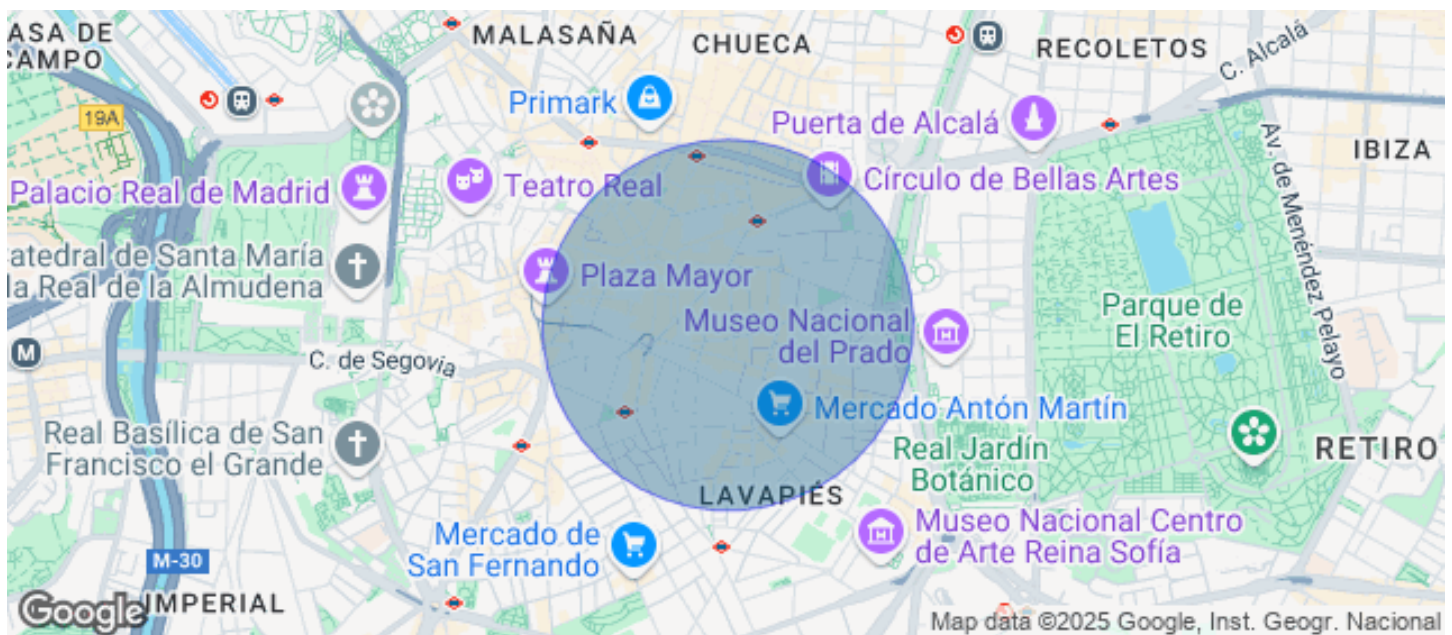 ASA DE
CAMPO
MALASAÑA
CHUECA
RECOLETOS
C. Alcalá
19A
Primark
Puerta de Alcalá
IBIZA
Av. de Menéndez Pelayo
Palacio Real de Madrid
Teatro Real
Círculo de Bellas Artes
atedral de Santa María
la Real de la Almudena
Plaza Mayor
Museo Nacional
del Prado
Parque de
El Retiro
M
C. de Segovia
Mercado Antón Martín
Real Basílica de San
Francisco el Grande
Real Jardín
Botánico
RETIRO
LAVAPIÉS
Mercado de
San Fernando
Museo Nacional Centro
de Arte Reina Sofía
M-30
Google
IMPERIAL
Map data ©2025 Google, Inst. Geogr. Nacional